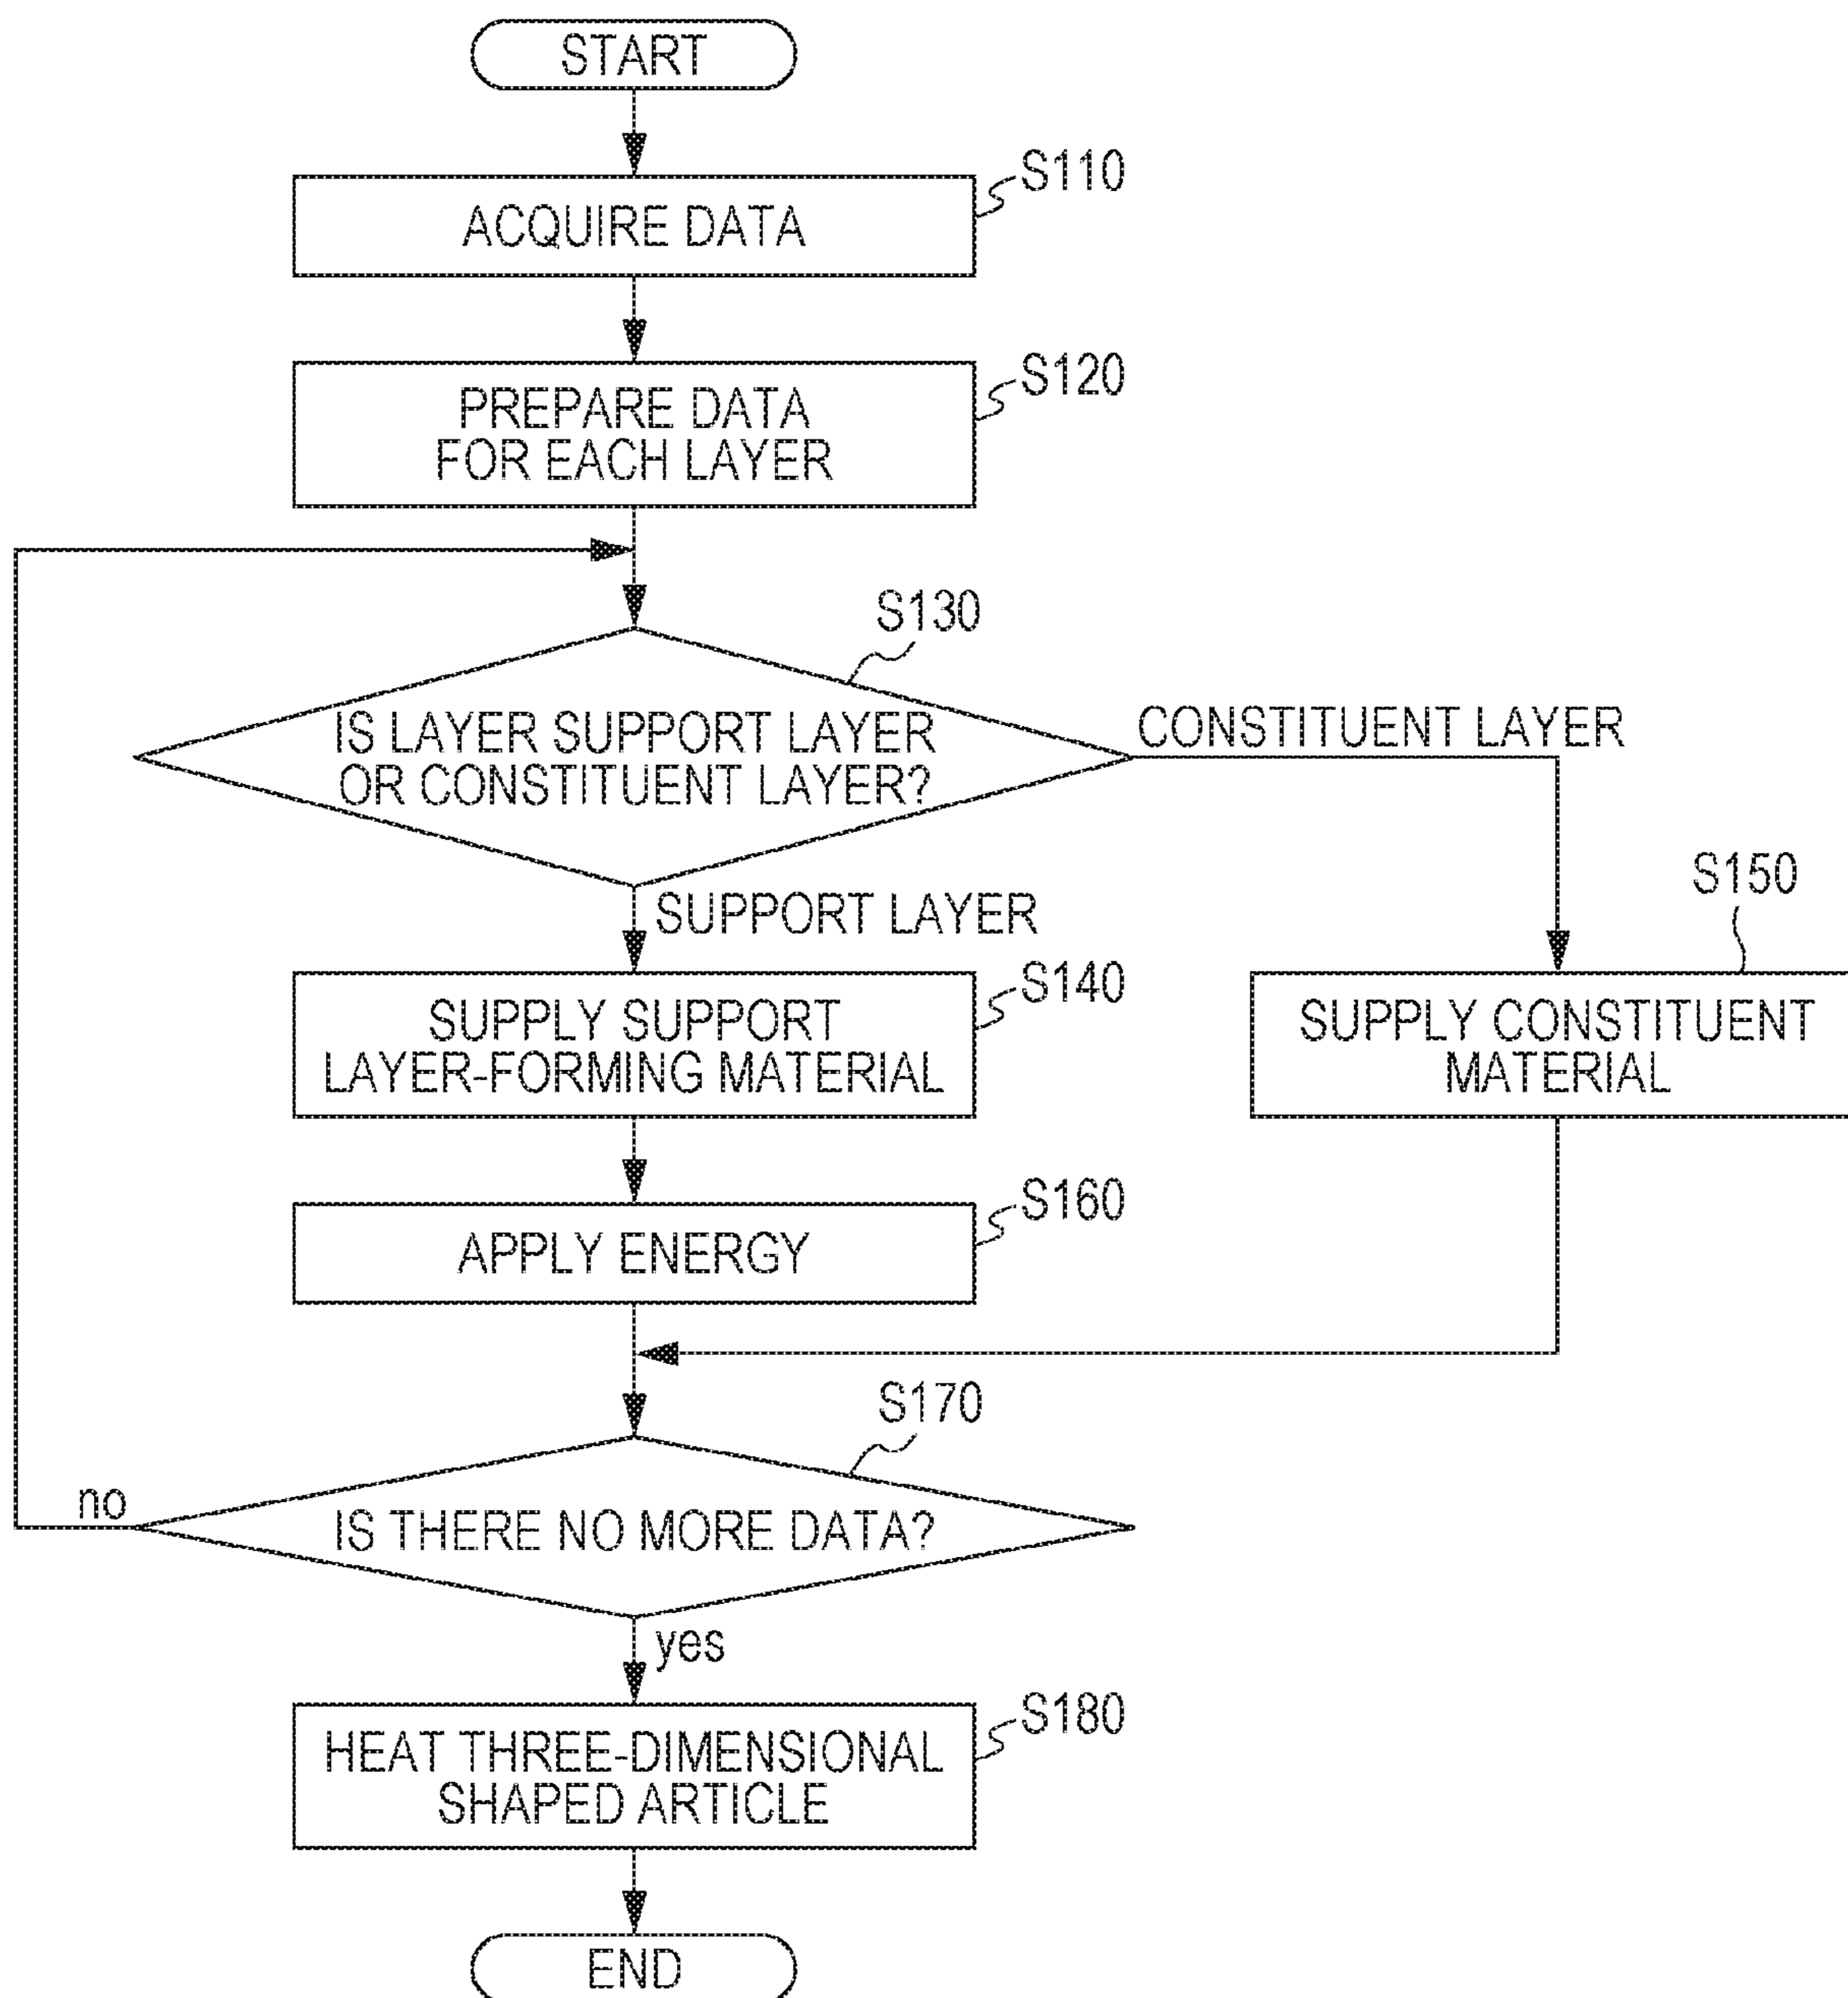 START
S110
ACQUIRE DATA
S120
PREPARE DATA
FOR EACH LAYER
S130
IS LAYER SUPPORT LAYER
OR CONSTITUENT LAYER?
CONSTITUENT LAYER
SUPPORT LAYER
S140
SUPPLY SUPPORT
LAYER-FORMING MATERIAL
S150
SUPPLY CONSTITUENT
MATERIAL
S160
APPLY ENERGY
S170
IS THERE NO MORE DATA?
no
yes
S180
HEAT THREE-DIMENSIONAL
SHAPED ARTICLE
END